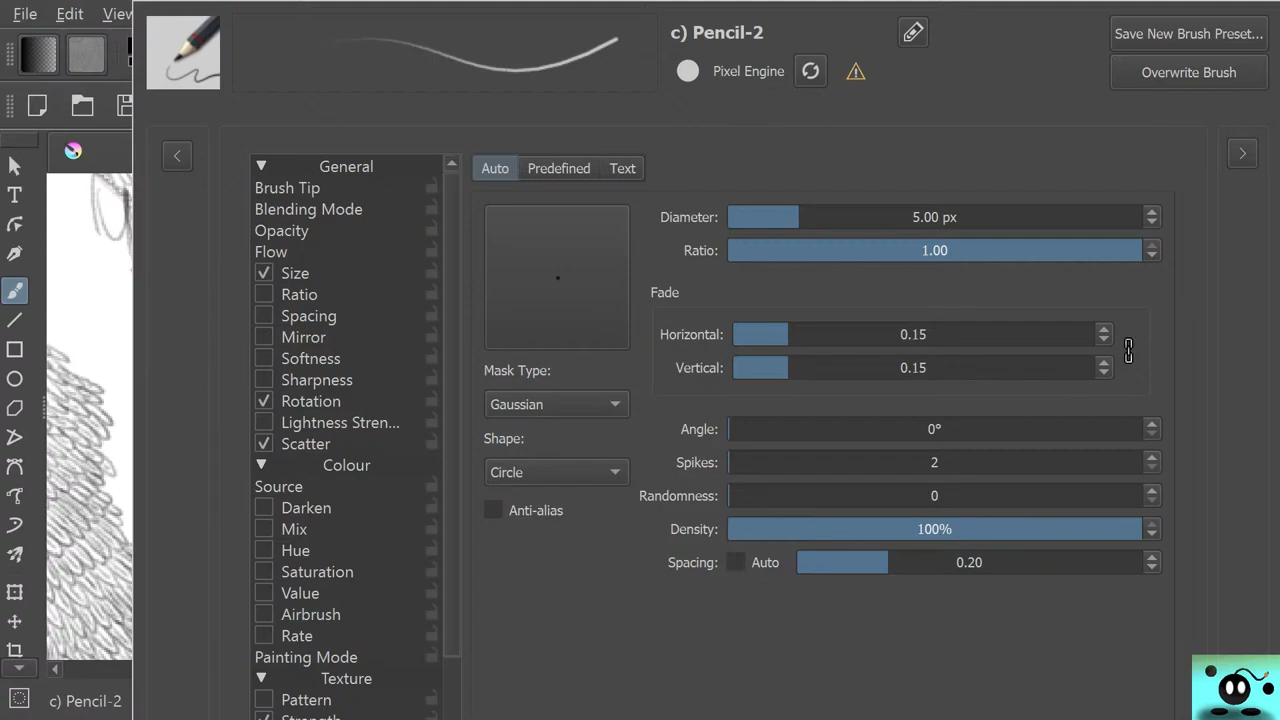 File Edit View
c) Pencil-2
Save New Brush Preset...
Pixel Engine
Overwrite Brush
General
Brush Tip
Blending Mode
Opacity
Flow
Size
Ratio
Spacing
Mirror
Softness
Sharpness
Rotation
Lightness Stren...
Scatter
Colour
Source
Darken
Mix
Hue
Saturation
Value
Airbrush
Rate
Painting Mode
Texture
Pattern
Strength
Auto Predefined Text
Mask Type:
Gaussian
Shape:
Circle
Anti-alias
Diameter: 5.00 px
Ratio: 1.00
Fade
Horizontal: 0.15
Vertical: 0.15
Angle: 0°
Spikes: 2
Randomness: 0
Density: 100%
Spacing: Auto 0.20
c) Pencil-2